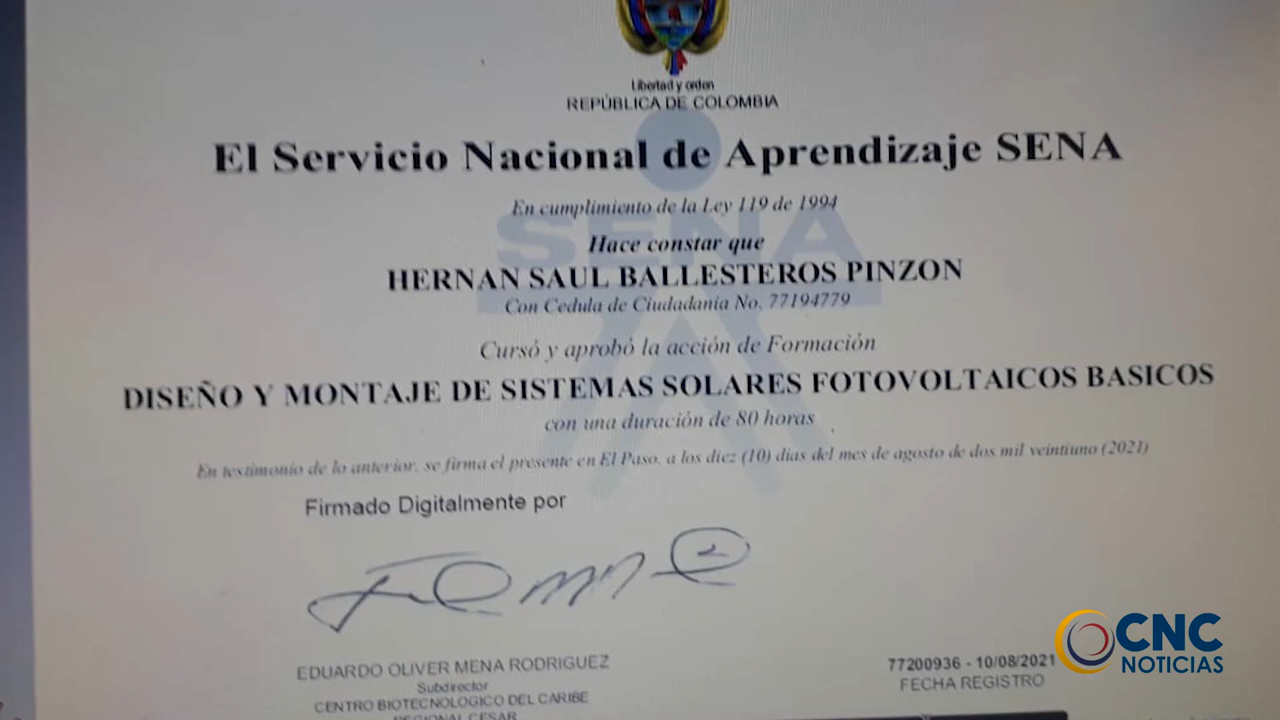 Libertad y orden
REPÚBLICA DE COLOMBIA
El Servicio Nacional de Aprendizaje SENA
En cumplimiento de la Ley 119 de 1994
SENA
Hace constar que
HERNAN SAUL BALLESTEROS PINZON
Con Cedula de Ciudadania No. 77194779
Cursó y aprobó la acción de Formación
DISEÑO Y MONTAJE DE SISTEMAS SOLARES FOTOVOLTAICOS BASICOS
con una duración de 80 horas
En testimonio de lo anterior, se firma el presente en El Paso, a los diez (10) dias del mes de agosto de dos mil veintiuno (2021)
Firmado Digitalmente por
EDUARDO OLIVER MENA RODRIGUEZ
Subdirector
CENTRO BIOTECNOLOGICO DEL CARIBE
REGIONAL CESAR
77200936 - 10/08/2021
FECHA REGISTRO
CNC
NOTICIAS